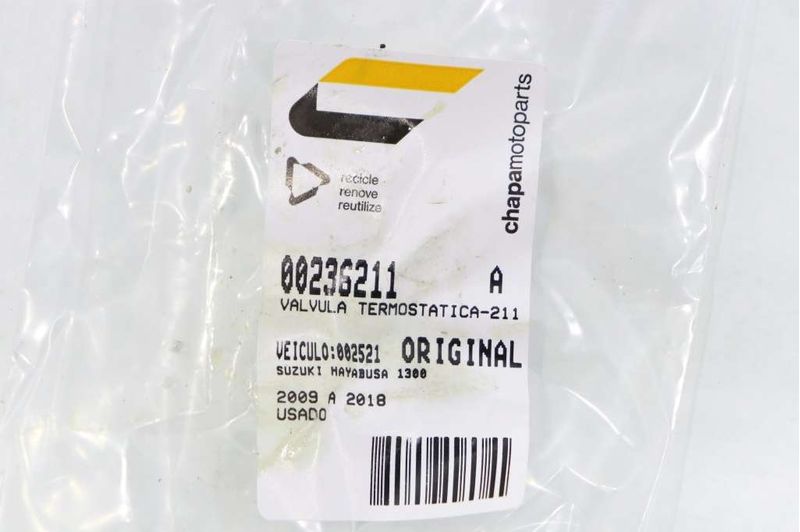 chapamotoparts
recicle
renove
reutilize
00236211 A
VALVULA TERMOSTATICA-211
VEICULO:002521 ORIGINAL
SUZUKI HAYABUSA 1300
2009 A 2018
USADO